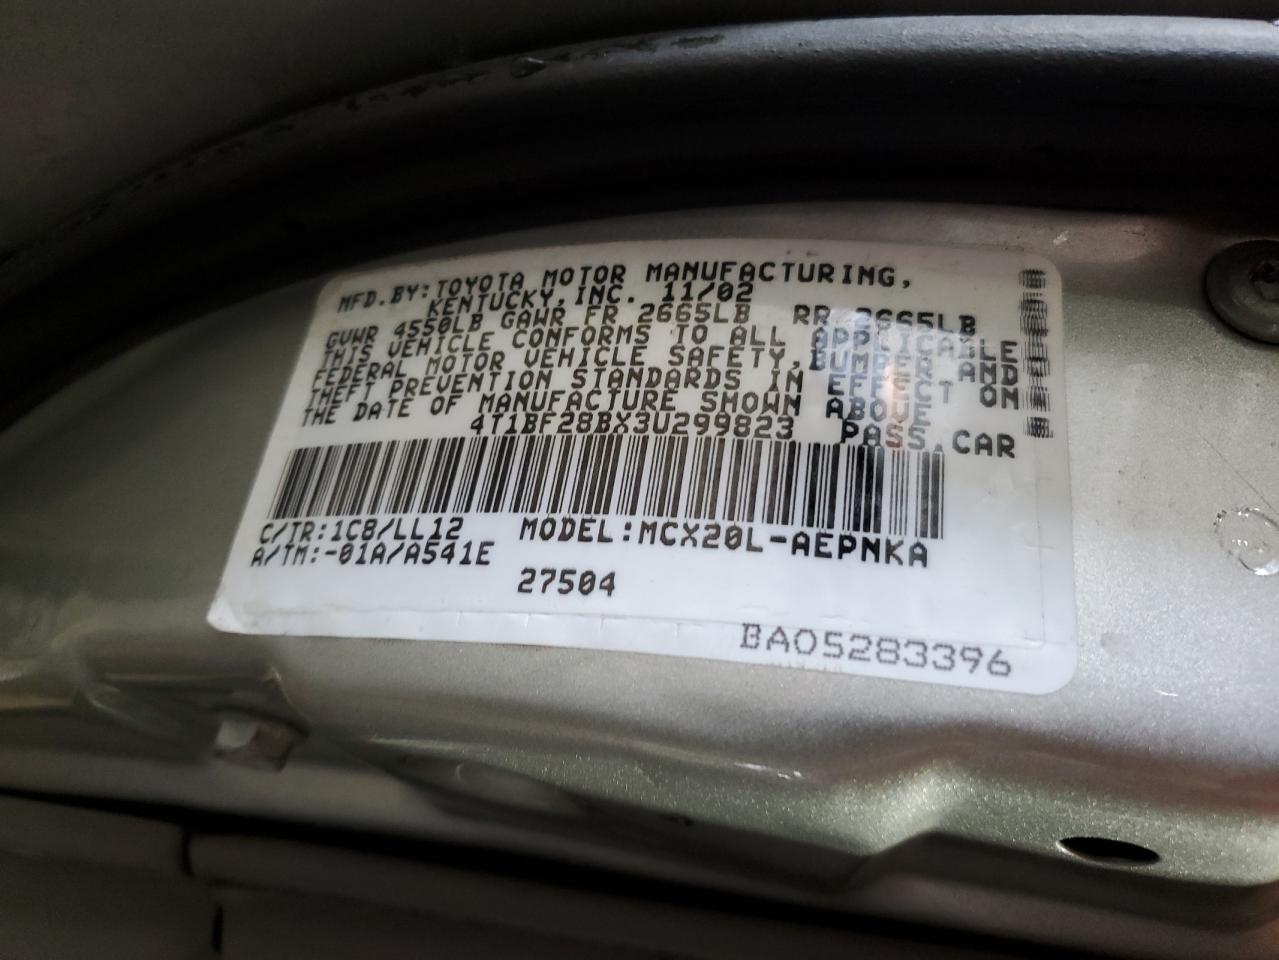 MFD.BY:TOYOTA MOTOR MANUFACTURING,
KENTUCKY,INC. 11/02
GVWR 4550LB GAWR FR 2665LB RR 2665LB
THIS VEHICLE CONFORMS TO ALL APPLICABLE
FEDERAL MOTOR VEHICLE SAFETY,BUMPER AND
THEFT PREVENTION STANDARDS IN EFFECT ON
THE DATE OF MANUFACTURE SHOWN ABOVE.
4T1BF28BX3U299823 PASS.CAR
C/TR:1C8/LL12 MODEL:MCX20L-AEPNKA
A/TM:-01A/A541E
27504
BA05283396